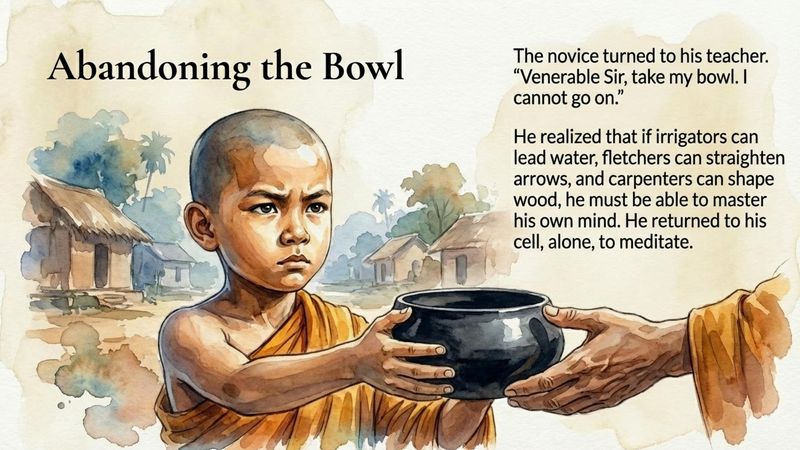 Abandoning the Bowl
The novice turned to his teacher.
“Venerable Sir, take my bowl. I
cannot go on.”
He realized that if irrigators can
lead water, fletchers can straighten
arrows, and carpenters can shape
wood, he must be able to master
his own mind. He returned to his
cell, alone, to meditate.